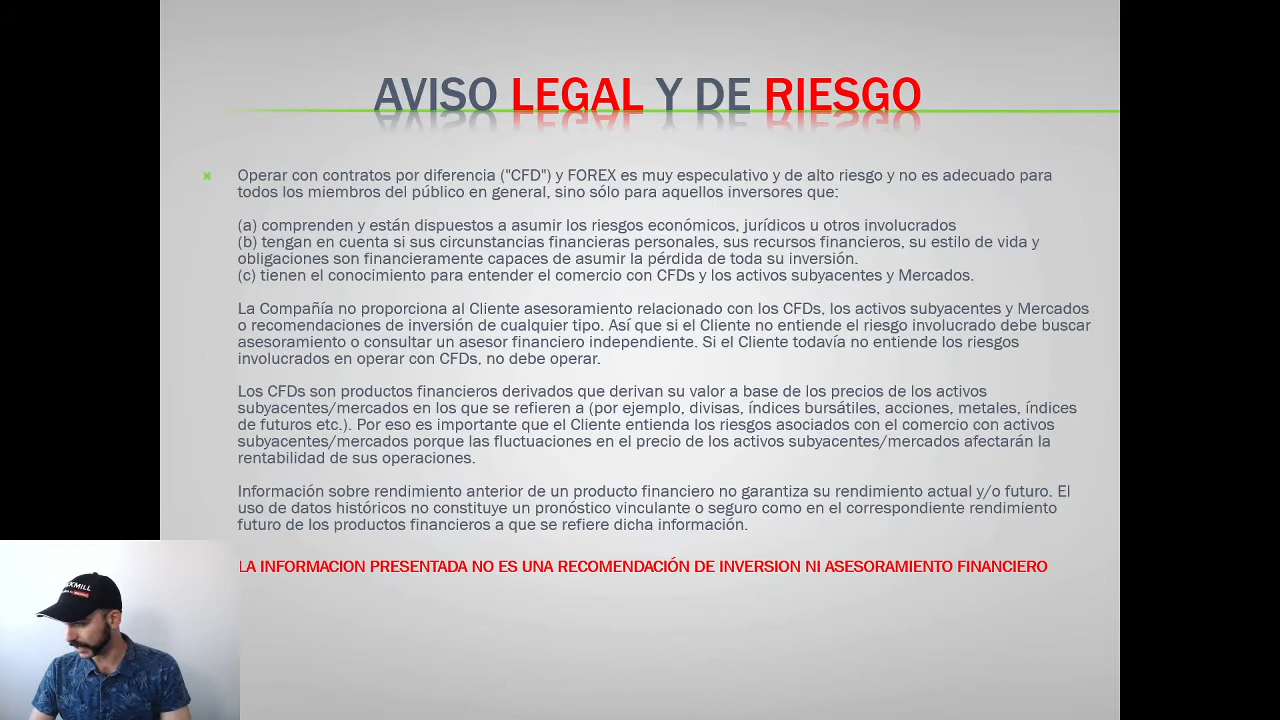 AVISO LEGAL Y DE RIESGO
Operar con contratos por diferencia ("CFD") y FOREX es muy especulativo y de alto riesgo y no es adecuado para
todos los miembros del público en general, sino sólo para aquellos inversores que:
(a) comprenden y están dispuestos a asumir los riesgos económicos, jurídicos u otros involucrados
(b) tengan en cuenta si sus circunstancias financieras personales, sus recursos financieros, su estilo de vida y
obligaciones son financieramente capaces de asumir la pérdida de toda su inversión.
(c) tienen el conocimiento para entender el comercio con CFDs y los activos subyacentes y Mercados.
La Compañía no proporciona al Cliente asesoramiento relacionado con los CFDs, los activos subyacentes y Mercados
o recomendaciones de inversión de cualquier tipo. Así que si el Cliente no entiende el riesgo involucrado debe buscar
asesoramiento o consultar un asesor financiero independiente. Si el Cliente todavía no entiende los riesgos
involucrados en operar con CFDs, no debe operar.
Los CFDs son productos financieros derivados que derivan su valor a base de los precios de los activos
subyacentes/mercados en los que se refieren a (por ejemplo, divisas, índices bursátiles, acciones, metales, índices
de futuros etc.). Por eso es importante que el Cliente entienda los riesgos asociados con el comercio con activos
subyacentes/mercados porque las fluctuaciones en el precio de los activos subyacentes/mercados afectarán la
rentabilidad de sus operaciones.
Información sobre rendimiento anterior de un producto financiero no garantiza su rendimiento actual y/o futuro. El
uso de datos históricos no constituye un pronóstico vinculante o seguro como en el correspondiente rendimiento
futuro de los productos financieros a que se refiere dicha información.
LA INFORMACION PRESENTADA NO ES UNA RECOMENDACIÓN DE INVERSION NI ASESORAMIENTO FINANCIERO